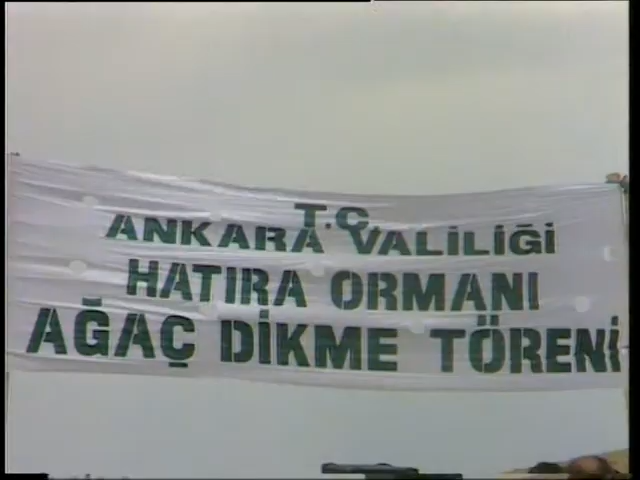 T.C.
ANKARA VALİLİĞİ
HATIRA ORMANI
AĞAÇ DİKME TÖRENİ